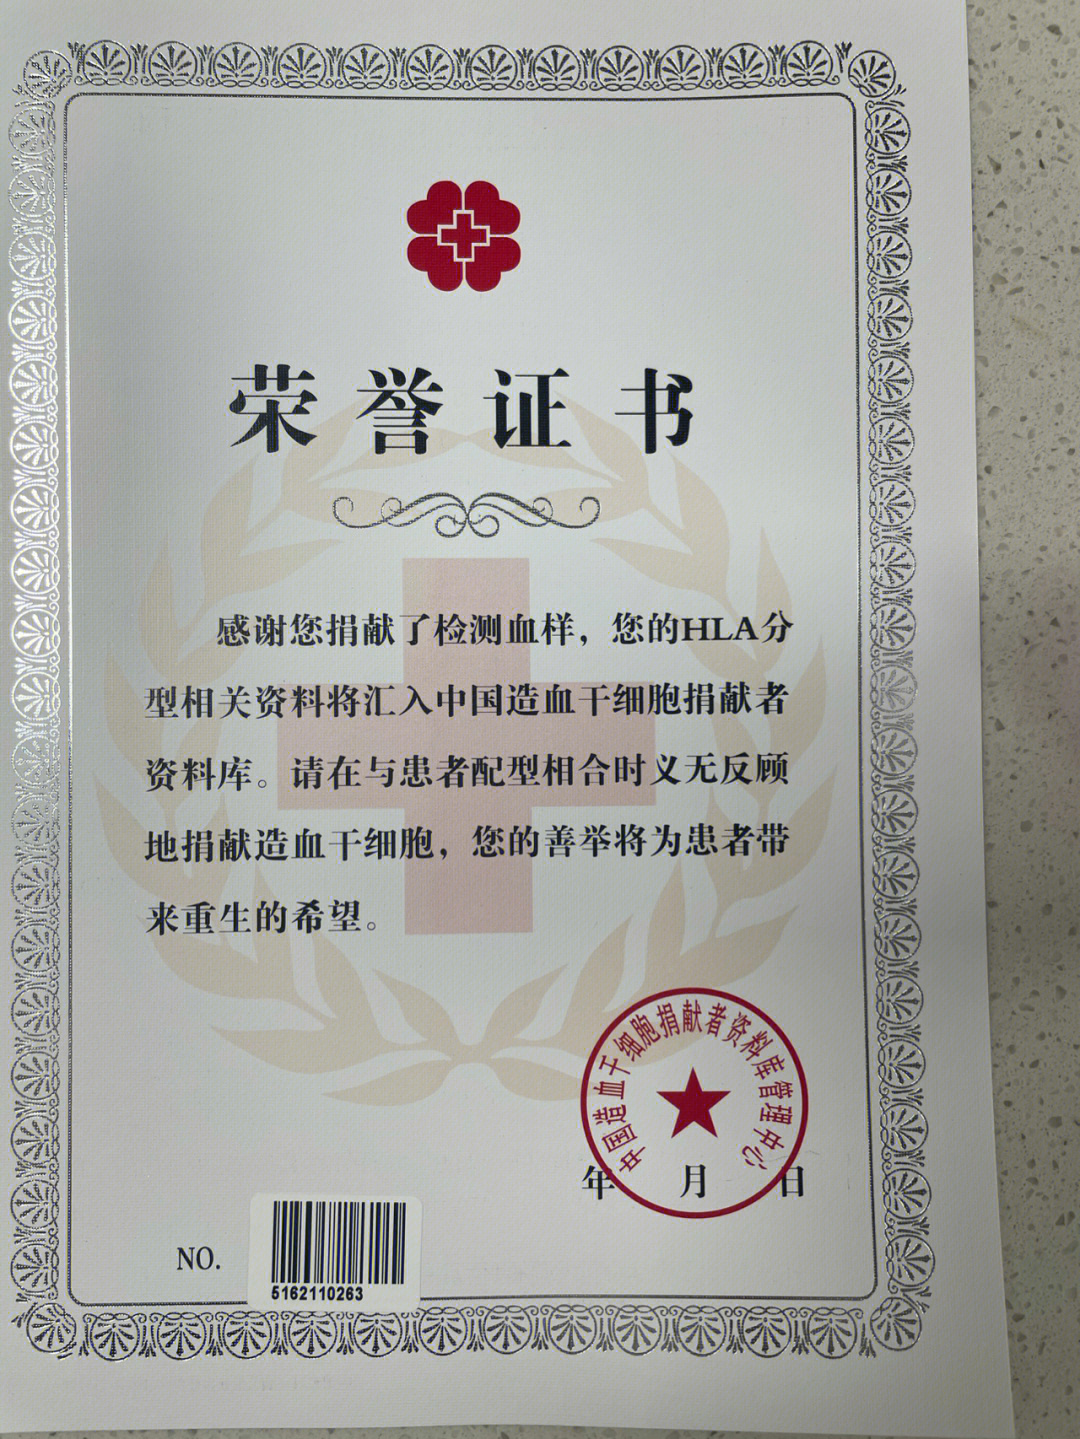 荣誉证书
感谢您捐献了检测血样，您的HLA分
型相关资料将汇入中国造血干细胞捐献者
资料库。请在与患者配型相合时义无反顾
地捐献造血干细胞，您的善举将为患者带
来重生的希望。
中国造血干细胞捐献者资料库管理中心
年 月 日
NO.
5162110263